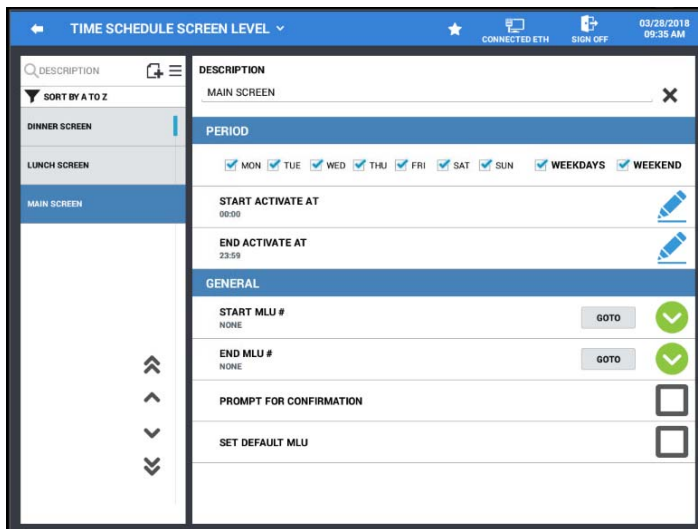 TIME SCHEDULE SCREEN LEVEL
CONNECTED ETH
SIGN OFF
03/28/2018
09:35 AM
DESCRIPTION
SORT BY A TO Z
DINNER SCREEN
LUNCH SCREEN
MAIN SCREEN
DESCRIPTION
MAIN SCREEN
PERIOD
MON TUE WED THU FRI SAT SUN WEEKDAYS WEEKEND
START ACTIVATE AT
00:00
END ACTIVATE AT
23:59
GENERAL
START MLU #
NONE
GOTO
END MLU #
NONE
GOTO
PROMPT FOR CONFIRMATION
SET DEFAULT MLU